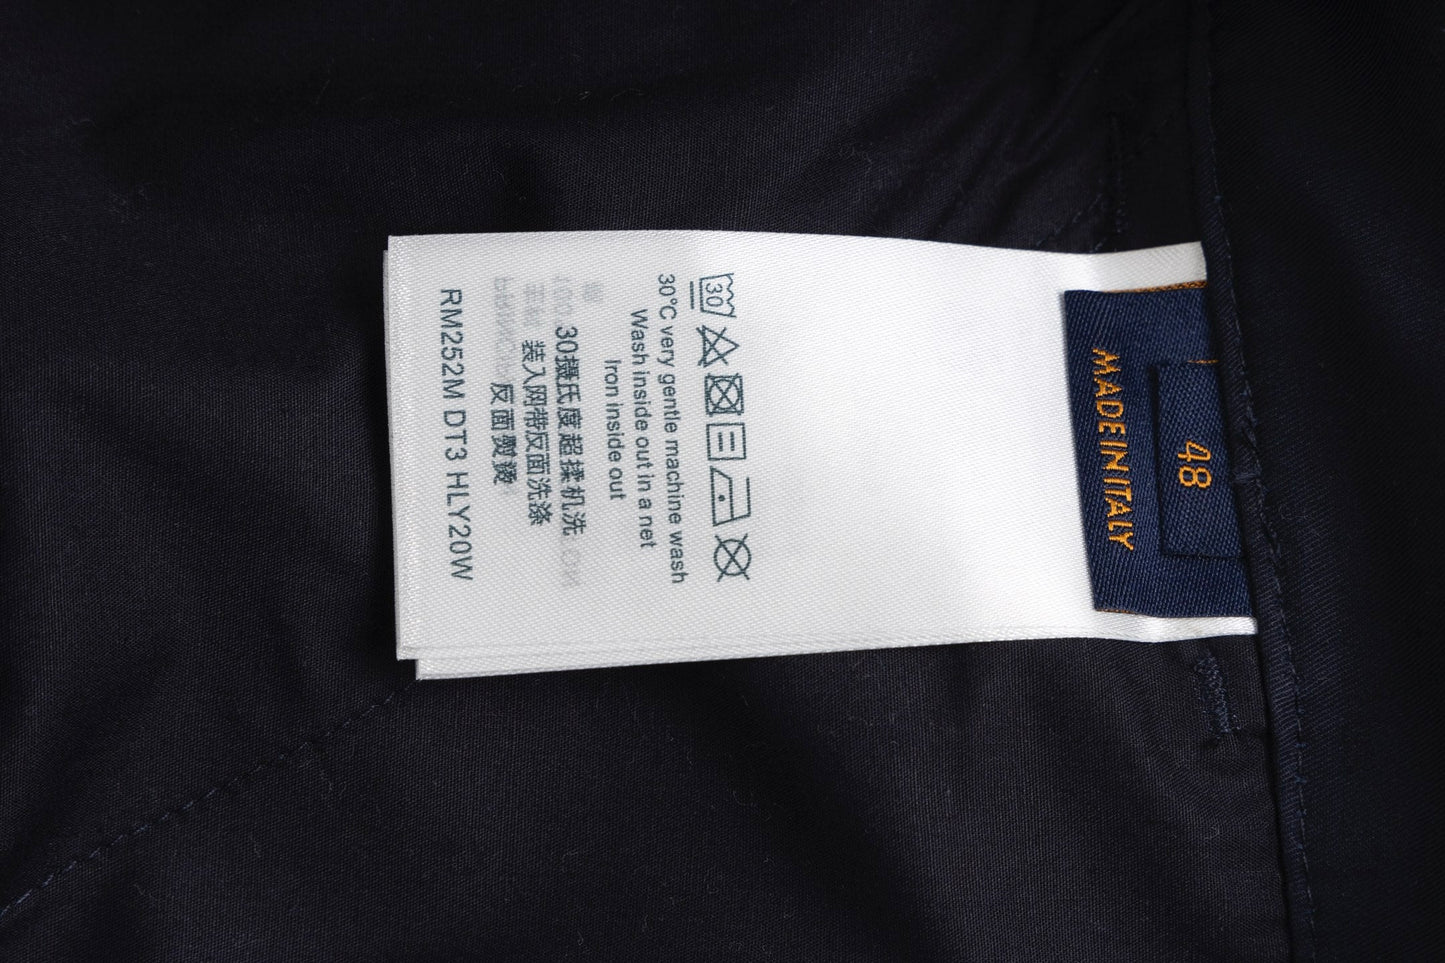 30
30°C very gentle machine wash
Wash inside out in a net
Iron inside out
30摄氏度超揉机洗
装入网带反面洗涤
反面熨烫
RM252M DT3 HLY20W
MADE IN ITALY
48